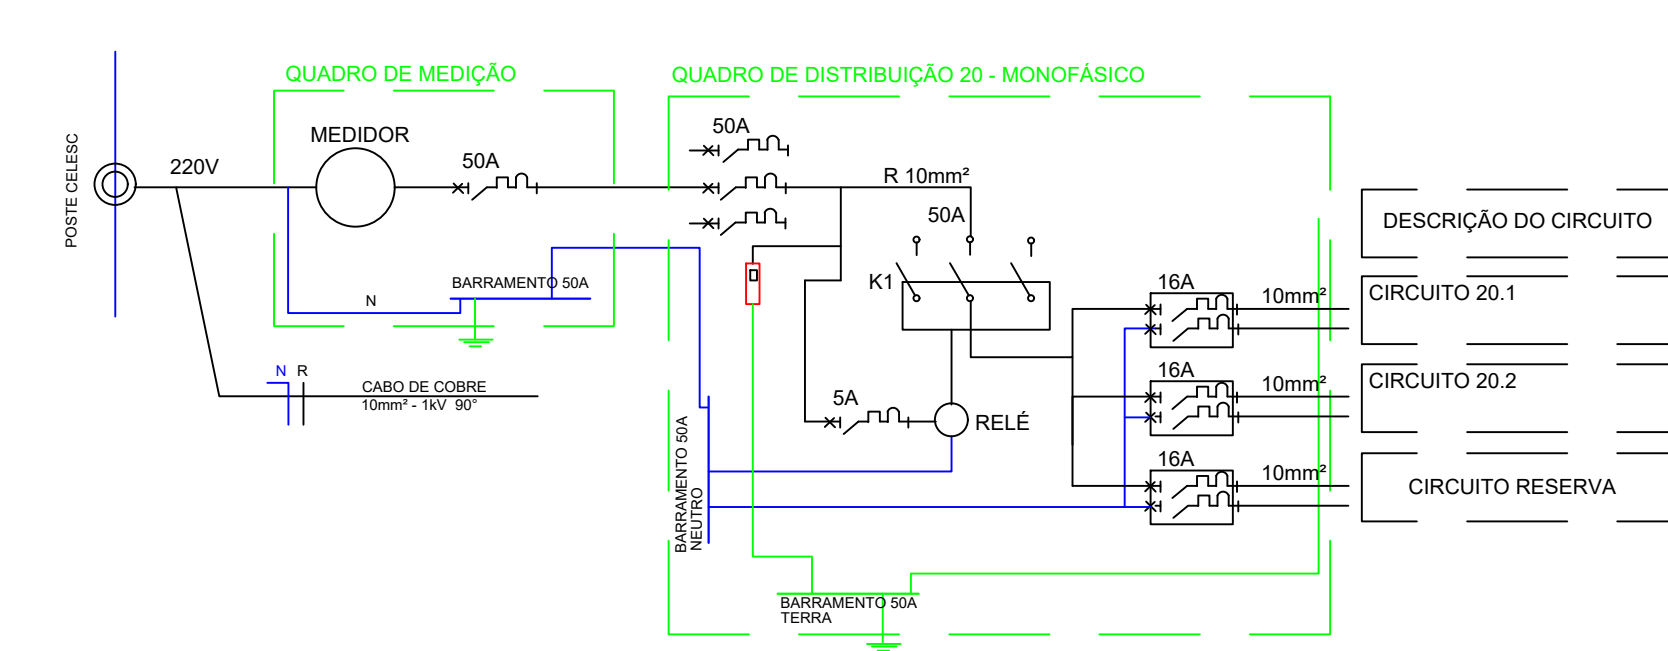 QUADRO DE MEDIÇÃO
QUADRO DE DISTRIBUIÇÃO 20 - MONOFÁSICO
POSTE CELESC
220V
MEDIDOR
50A
50A
R 10mm²
50A
K1
N
BARRAMENTO 50A
N R
CABO DE COBRE
10mm² - 1kV 90°
5A
RELÉ
BARRAMENTO 50A
NEUTRO
BARRAMENTO 50A
TERRA
DESCRIÇÃO DO CIRCUITO
16A
10mm²
CIRCUITO 20.1
16A
10mm²
CIRCUITO 20.2
16A
10mm²
CIRCUITO RESERVA